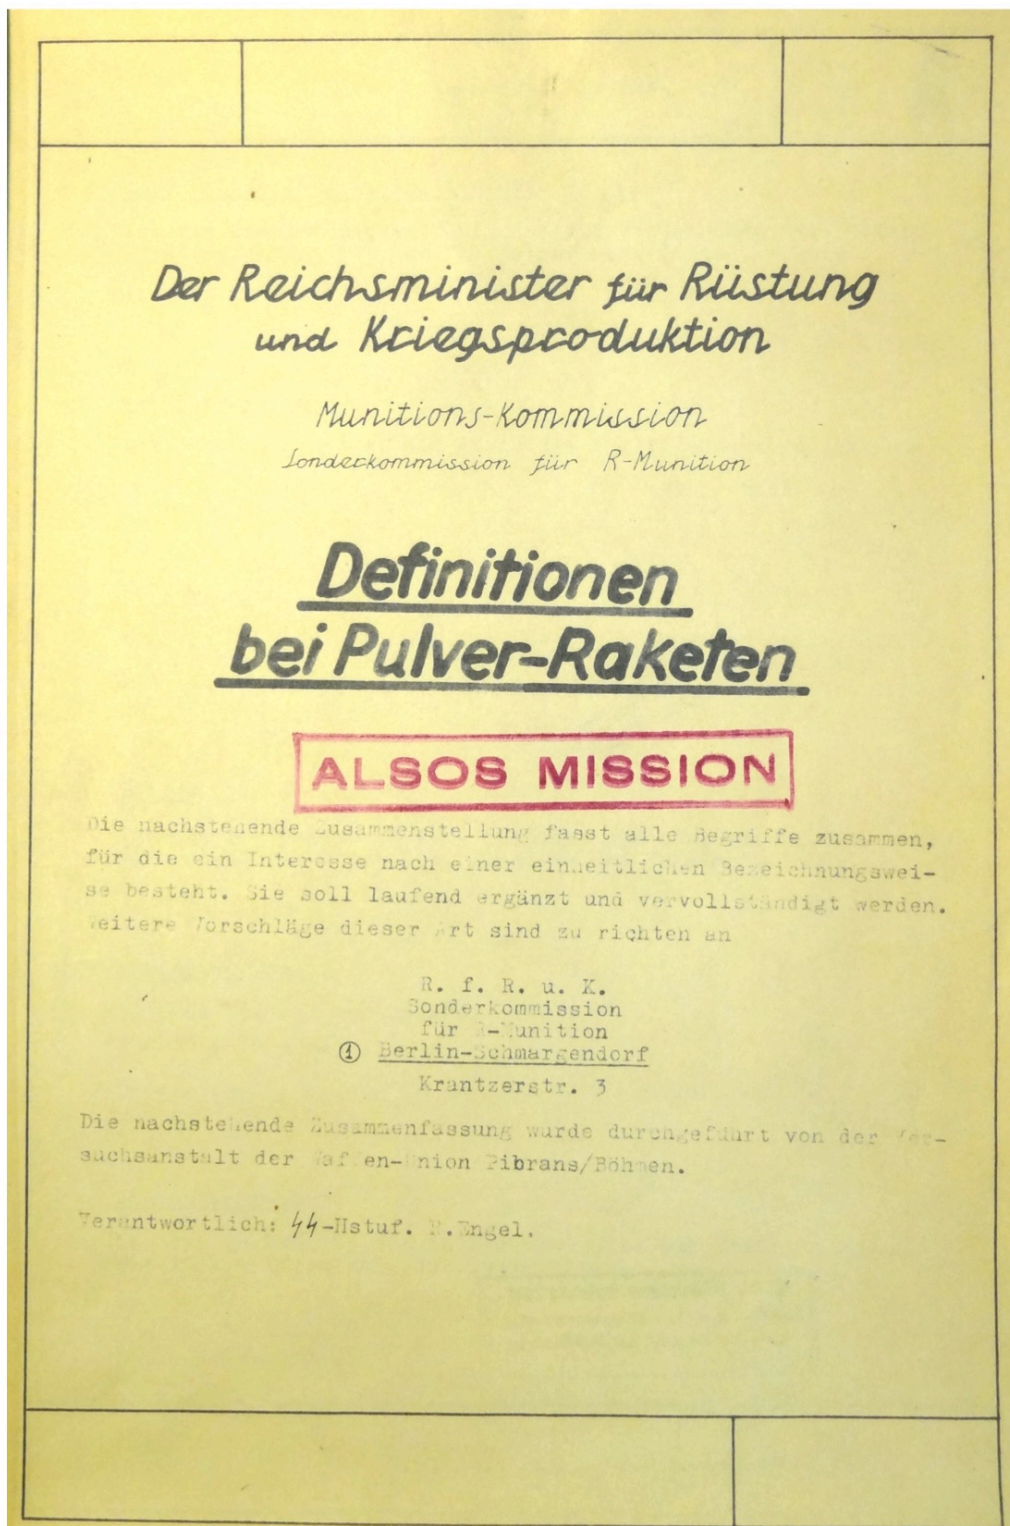 Der Reichsminister für Rüstung
und Kriegsproduktion
Munitions-Kommission
Sonderkommission für R-Munition
Definitionen
bei Pulver-Raketen
ALSOS MISSION
Die nachstehende Zusammenstellung fasst alle Begriffe zusammen,
für die ein Interesse nach einer einheitlichen Bezeichnungswei-
se besteht. Sie soll laufend ergänzt und vervollständigt werden.
Weitere Vorschläge dieser Art sind zu richten an
R. f. R. u. K.
Sonderkommission
für R-Munition
① Berlin-Schmargendorf
Krantzerstr. 3
Die nachstehende Zusammenfassung wurde durchgeführt von der Ver-
suchsanstalt der Waffen-Union Pibrans/Böhmen.
Verantwortlich: SS-Hstuf. Engel.